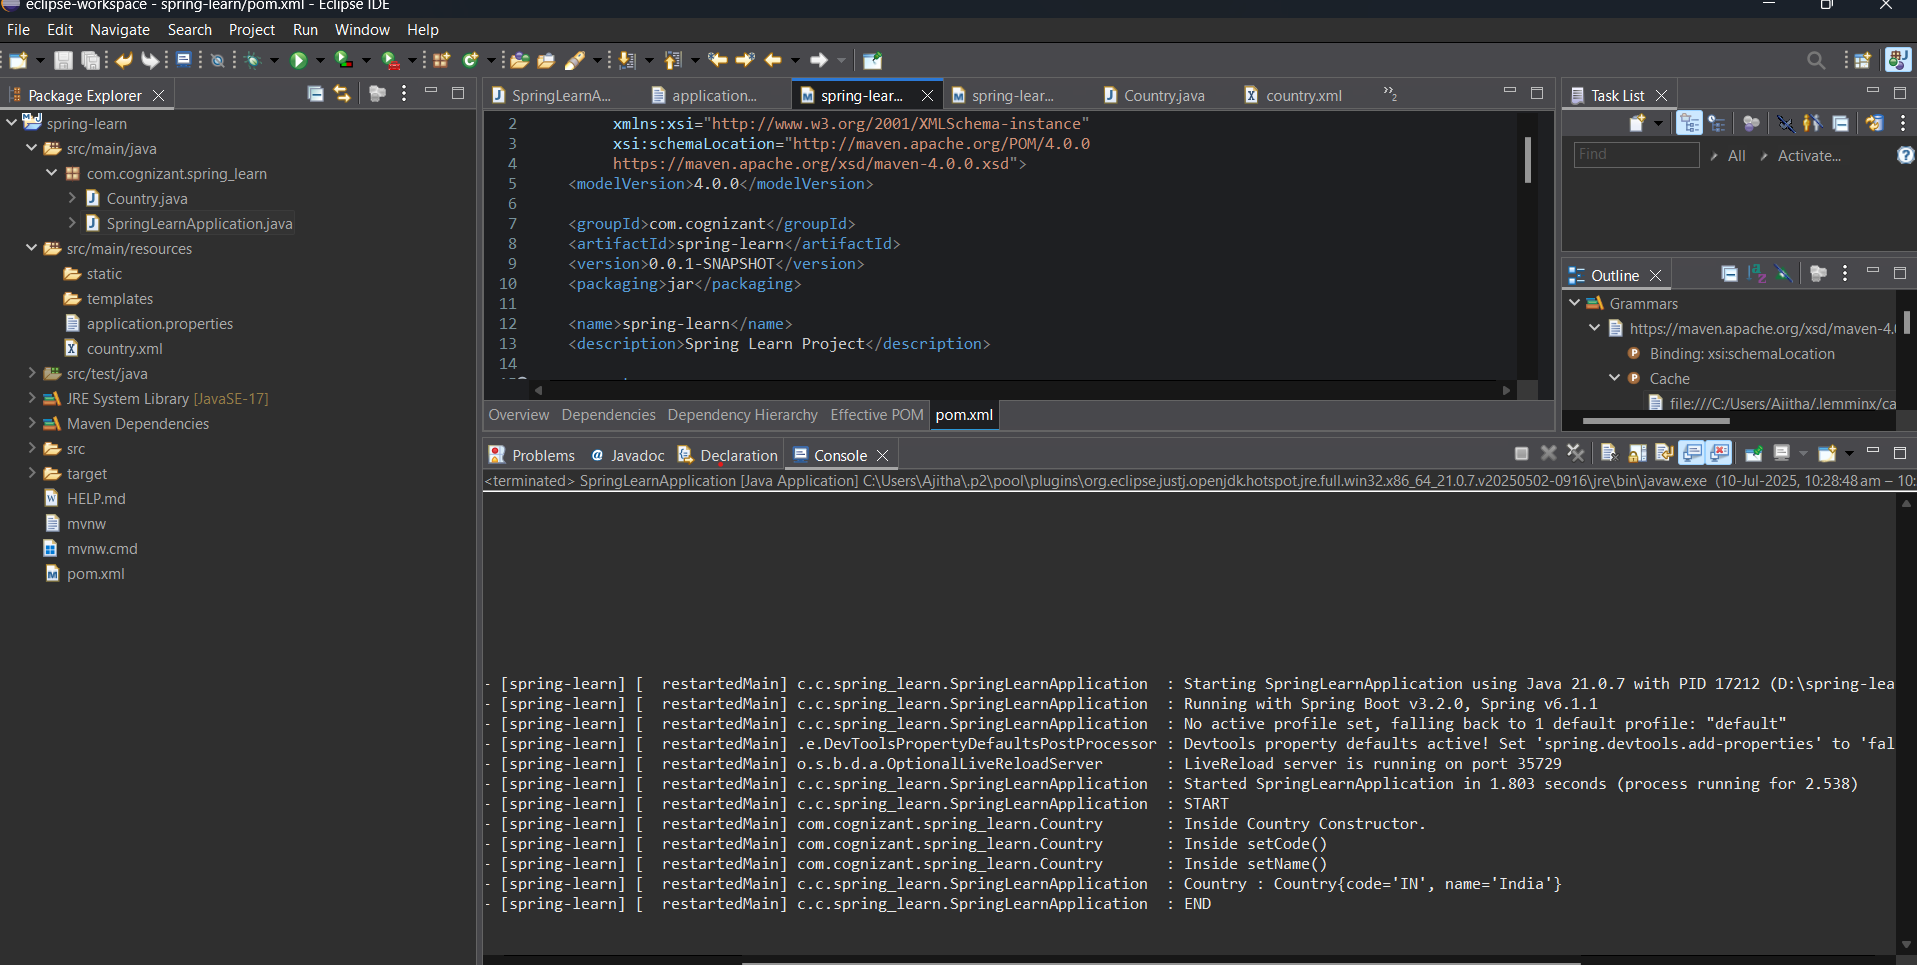 eclipse-workspace - spring-learn/pom.xml - Eclipse IDE
File Edit Navigate Search Project Run Window Help
Package Explorer
spring-learn
src/main/java
com.cognizant.spring_learn
Country.java
SpringLearnApplication.java
src/main/resources
static
templates
application.properties
country.xml
src/test/java
JRE System Library [JavaSE-17]
Maven Dependencies
src
target
HELP.md
mvnw
mvnw.cmd
pom.xml
SpringLearnA... application... spring-lear... spring-lear... Country.java country.xml »2
2 xmlns:xsi="http://www.w3.org/2001/XMLSchema-instance"
3 xsi:schemaLocation="http://maven.apache.org/POM/4.0.0
4 https://maven.apache.org/xsd/maven-4.0.0.xsd">
5 <modelVersion>4.0.0</modelVersion>
6
7 <groupId>com.cognizant</groupId>
8 <artifactId>spring-learn</artifactId>
9 <version>0.0.1-SNAPSHOT</version>
10 <packaging>jar</packaging>
11
12 <name>spring-learn</name>
13 <description>Spring Learn Project</description>
14
Overview Dependencies Dependency Hierarchy Effective POM pom.xml
Task List
Find All Activate...
Outline
Grammars
https://maven.apache.org/xsd/maven-4.
Binding: xsi:schemaLocation
Cache
file:///C:/Users/Ajitha/.lemminx/ca
Problems Javadoc Declaration Console
<terminated> SpringLearnApplication [Java Application] C:\Users\Ajitha\.p2\pool\plugins\org.eclipse.justj.openjdk.hotspot.jre.full.win32.x86_64_21.0.7.v20250502-0916\jre\bin\javaw.exe (10-Jul-2025, 10:28:48 am – 10:
- [spring-learn] [ restartedMain] c.c.spring_learn.SpringLearnApplication : Starting SpringLearnApplication using Java 21.0.7 with PID 17212 (D:\spring-lea
- [spring-learn] [ restartedMain] c.c.spring_learn.SpringLearnApplication : Running with Spring Boot v3.2.0, Spring v6.1.1
- [spring-learn] [ restartedMain] c.c.spring_learn.SpringLearnApplication : No active profile set, falling back to 1 default profile: "default"
- [spring-learn] [ restartedMain] .e.DevToolsPropertyDefaultsPostProcessor : Devtools property defaults active! Set 'spring.devtools.add-properties' to 'fal
- [spring-learn] [ restartedMain] o.s.b.d.a.OptionalLiveReloadServer : LiveReload server is running on port 35729
- [spring-learn] [ restartedMain] c.c.spring_learn.SpringLearnApplication : Started SpringLearnApplication in 1.803 seconds (process running for 2.538)
- [spring-learn] [ restartedMain] c.c.spring_learn.SpringLearnApplication : START
- [spring-learn] [ restartedMain] com.cognizant.spring_learn.Country : Inside Country Constructor.
- [spring-learn] [ restartedMain] com.cognizant.spring_learn.Country : Inside setCode()
- [spring-learn] [ restartedMain] com.cognizant.spring_learn.Country : Inside setName()
- [spring-learn] [ restartedMain] c.c.spring_learn.SpringLearnApplication : Country : Country{code='IN', name='India'}
- [spring-learn] [ restartedMain] c.c.spring_learn.SpringLearnApplication : END